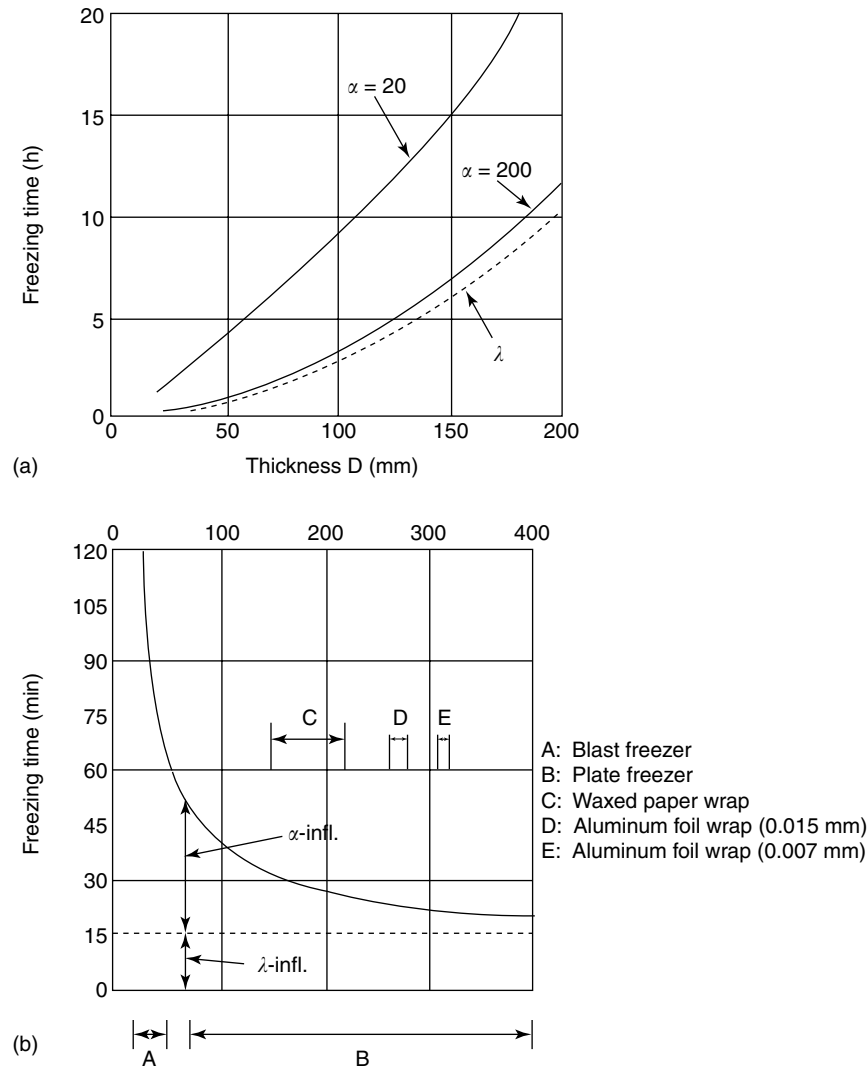 20
α = 20
15
α = 200
10
5
λ
0
0 50 100 150 200
Freezing time (h)
(a)
Thickness D (mm)
0 100 200 300 400
120
105
90
75
60
45
30
15
0
Freezing time (min)
C D E
α-infl.
λ-infl.
A: Blast freezer
B: Plate freezer
C: Waxed paper wrap
D: Aluminum foil wrap (0.015 mm)
E: Aluminum foil wrap (0.007 mm)
(b)
A B